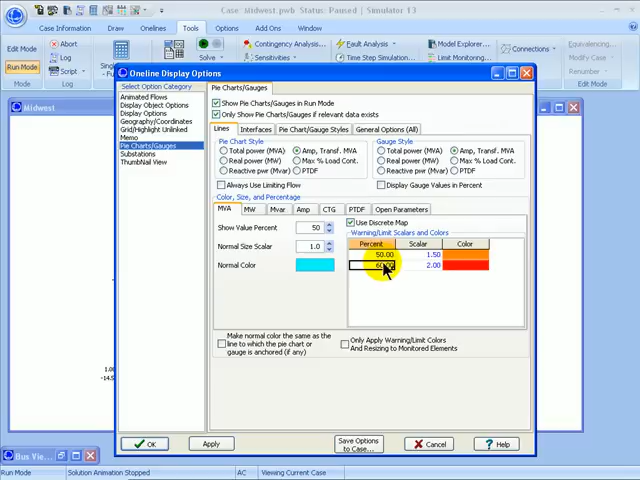 Case: Midwest.pwb Status: Paused | Simulator 13
Case Information
Draw
Onelines
Tools
Options
Add Ons
Window
Edit Mode
Run Mode
Mode
Abort
Log
Script
Log
Solve
Contingency Analysis...
Fault Analysis
Time Step Simulation...
Model Explorer...
Limit Monitoring...
Connections
Equivalencing...
Modify Case
Renumber
Edit Modes
Midwest
Oneline Display Options
Select Option Category
Animated Flows
Display Object Options
Display Options
Geography/Coordinates
Grid/Highlight Unlinked
Memo
Pie Charts/Gauges
Substations
ThumbNail View
Pie Charts/Gauges
Show Pie Charts/Gauges in Run Mode
Only Show Pie Charts/Gauges if relevant data exists
Lines
Interfaces
Pie Chart/Gauge Styles
General Options (All)
Pie Chart Style
Total power (MVA)
Amp, Transf. MVA
Real power (MW)
Max % Load Cont.
Reactive pwr (Mvar)
PTDF
Gauge Style
Total power (MVA)
Amp, Transf. MVA
Real power (MW)
Max % Load Cont.
Reactive pwr (Mvar)
PTDF
Always Use Limiting Flow
Display Gauge Values in Percent
Color, Size, and Percentage
MVA
MW
Mvar
Amp
CTG
PTDF
Open Parameters
Show Value Percent
50
Normal Size Scalar
1.0
Normal Color
Use Discrete Map
Warning/Limit Scalars and Colors
Percent
Scalar
Color
50.00
1.50
60.00
2.00
Make normal color the same as the
line to which the pie chart or
gauge is anchored (if any)
Only Apply Warning/Limit Colors
And Resizing to Monitored Elements
OK
Apply
Save Options
to Case...
Cancel
Help
Bus Vie...
Run Mode
Solution Animation Stopped
AC
Viewing Current Case